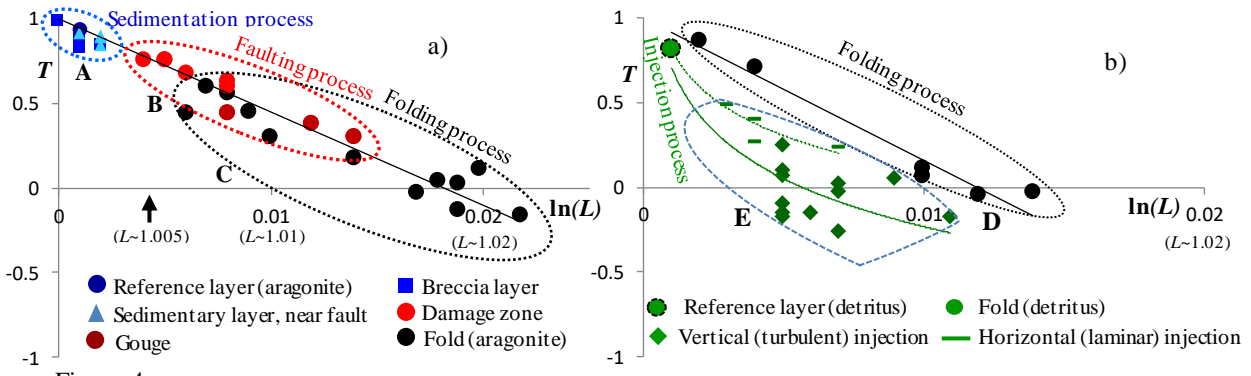 Sedimentation process
Faulting process
Folding process
a)
T
1
0.5
0
-0.5
-1
A
B
C
0
0.01
0.02
ln(L)
(L~1.005)
(L~1.01)
(L~1.02)
Reference layer (aragonite)
Breccia layer
Sedimentary layer, near fault
Damage zone
Gouge
Fold (aragonite)
b)
T
1
0.5
0
-0.5
-1
Injection process
Folding process
E
D
0
0.01
0.02
ln(L)
(L~1.02)
Reference layer (detritus)
Fold (detritus)
Vertical (turbulent) injection
Horizontal (laminar) injection